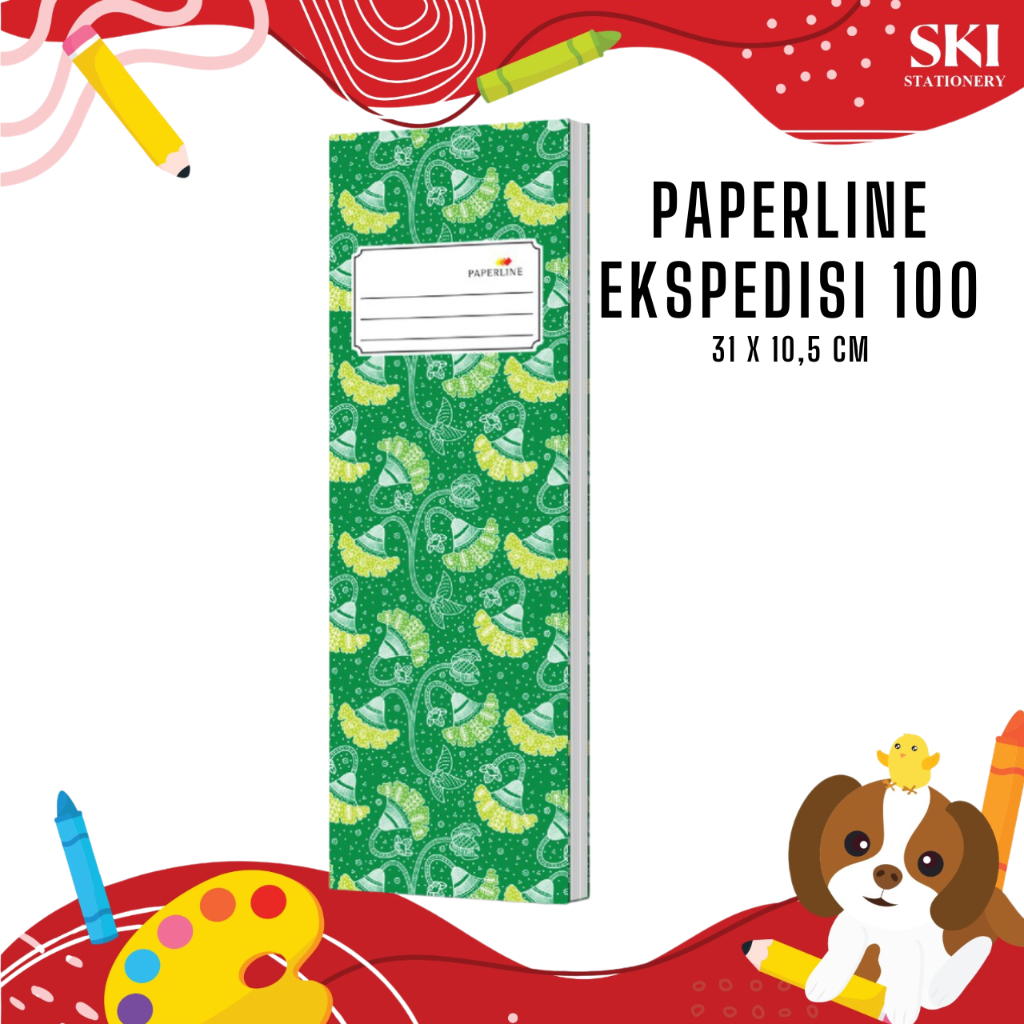 SKI
STATIONERY
PAPERLINE
EKSPEDISI 100
31 X 10,5 CM
PAPERLINE